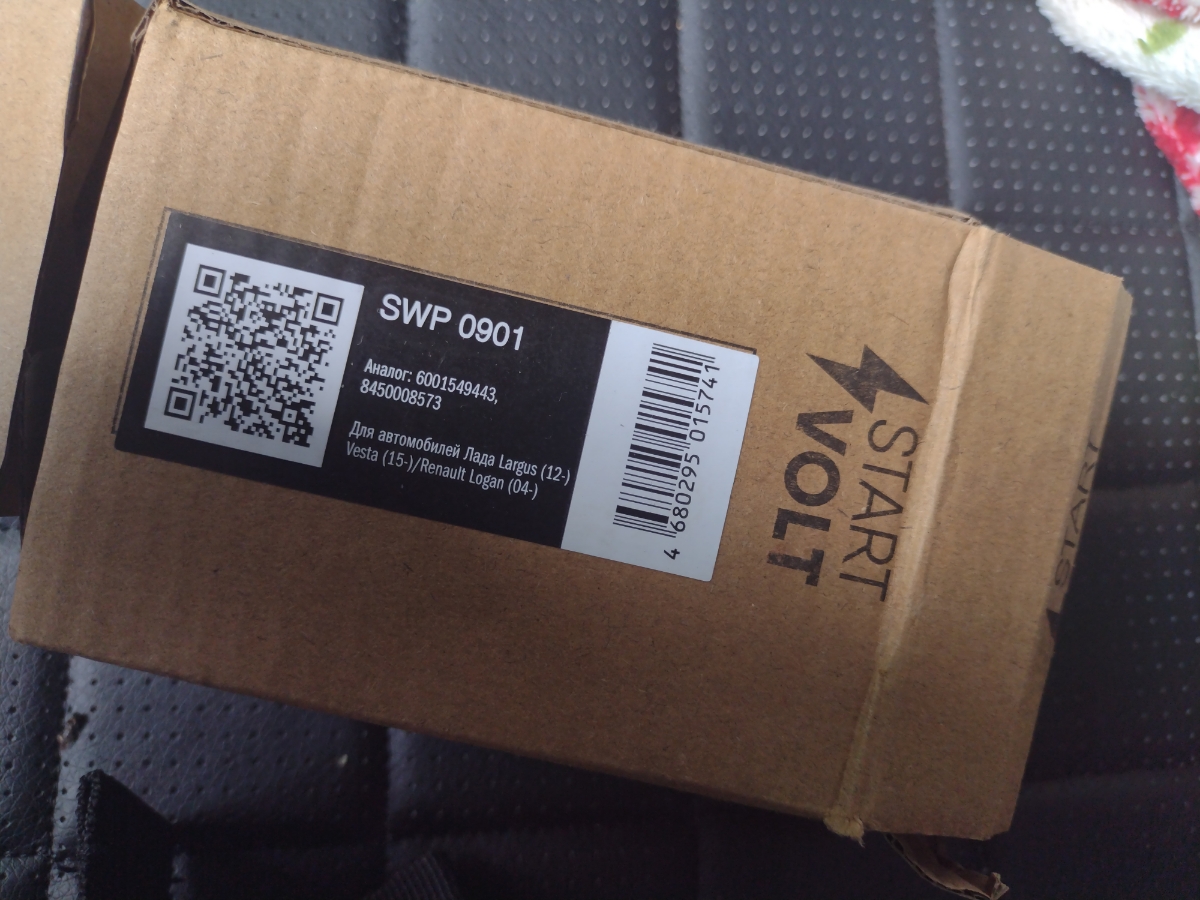 SWP 0901
Аналог: 6001549443,
8450008573
Для автомобилей Лада Largus (12-)
Vesta (15-)/Renault Logan (04-)
4 680295 015741
START
VOLT